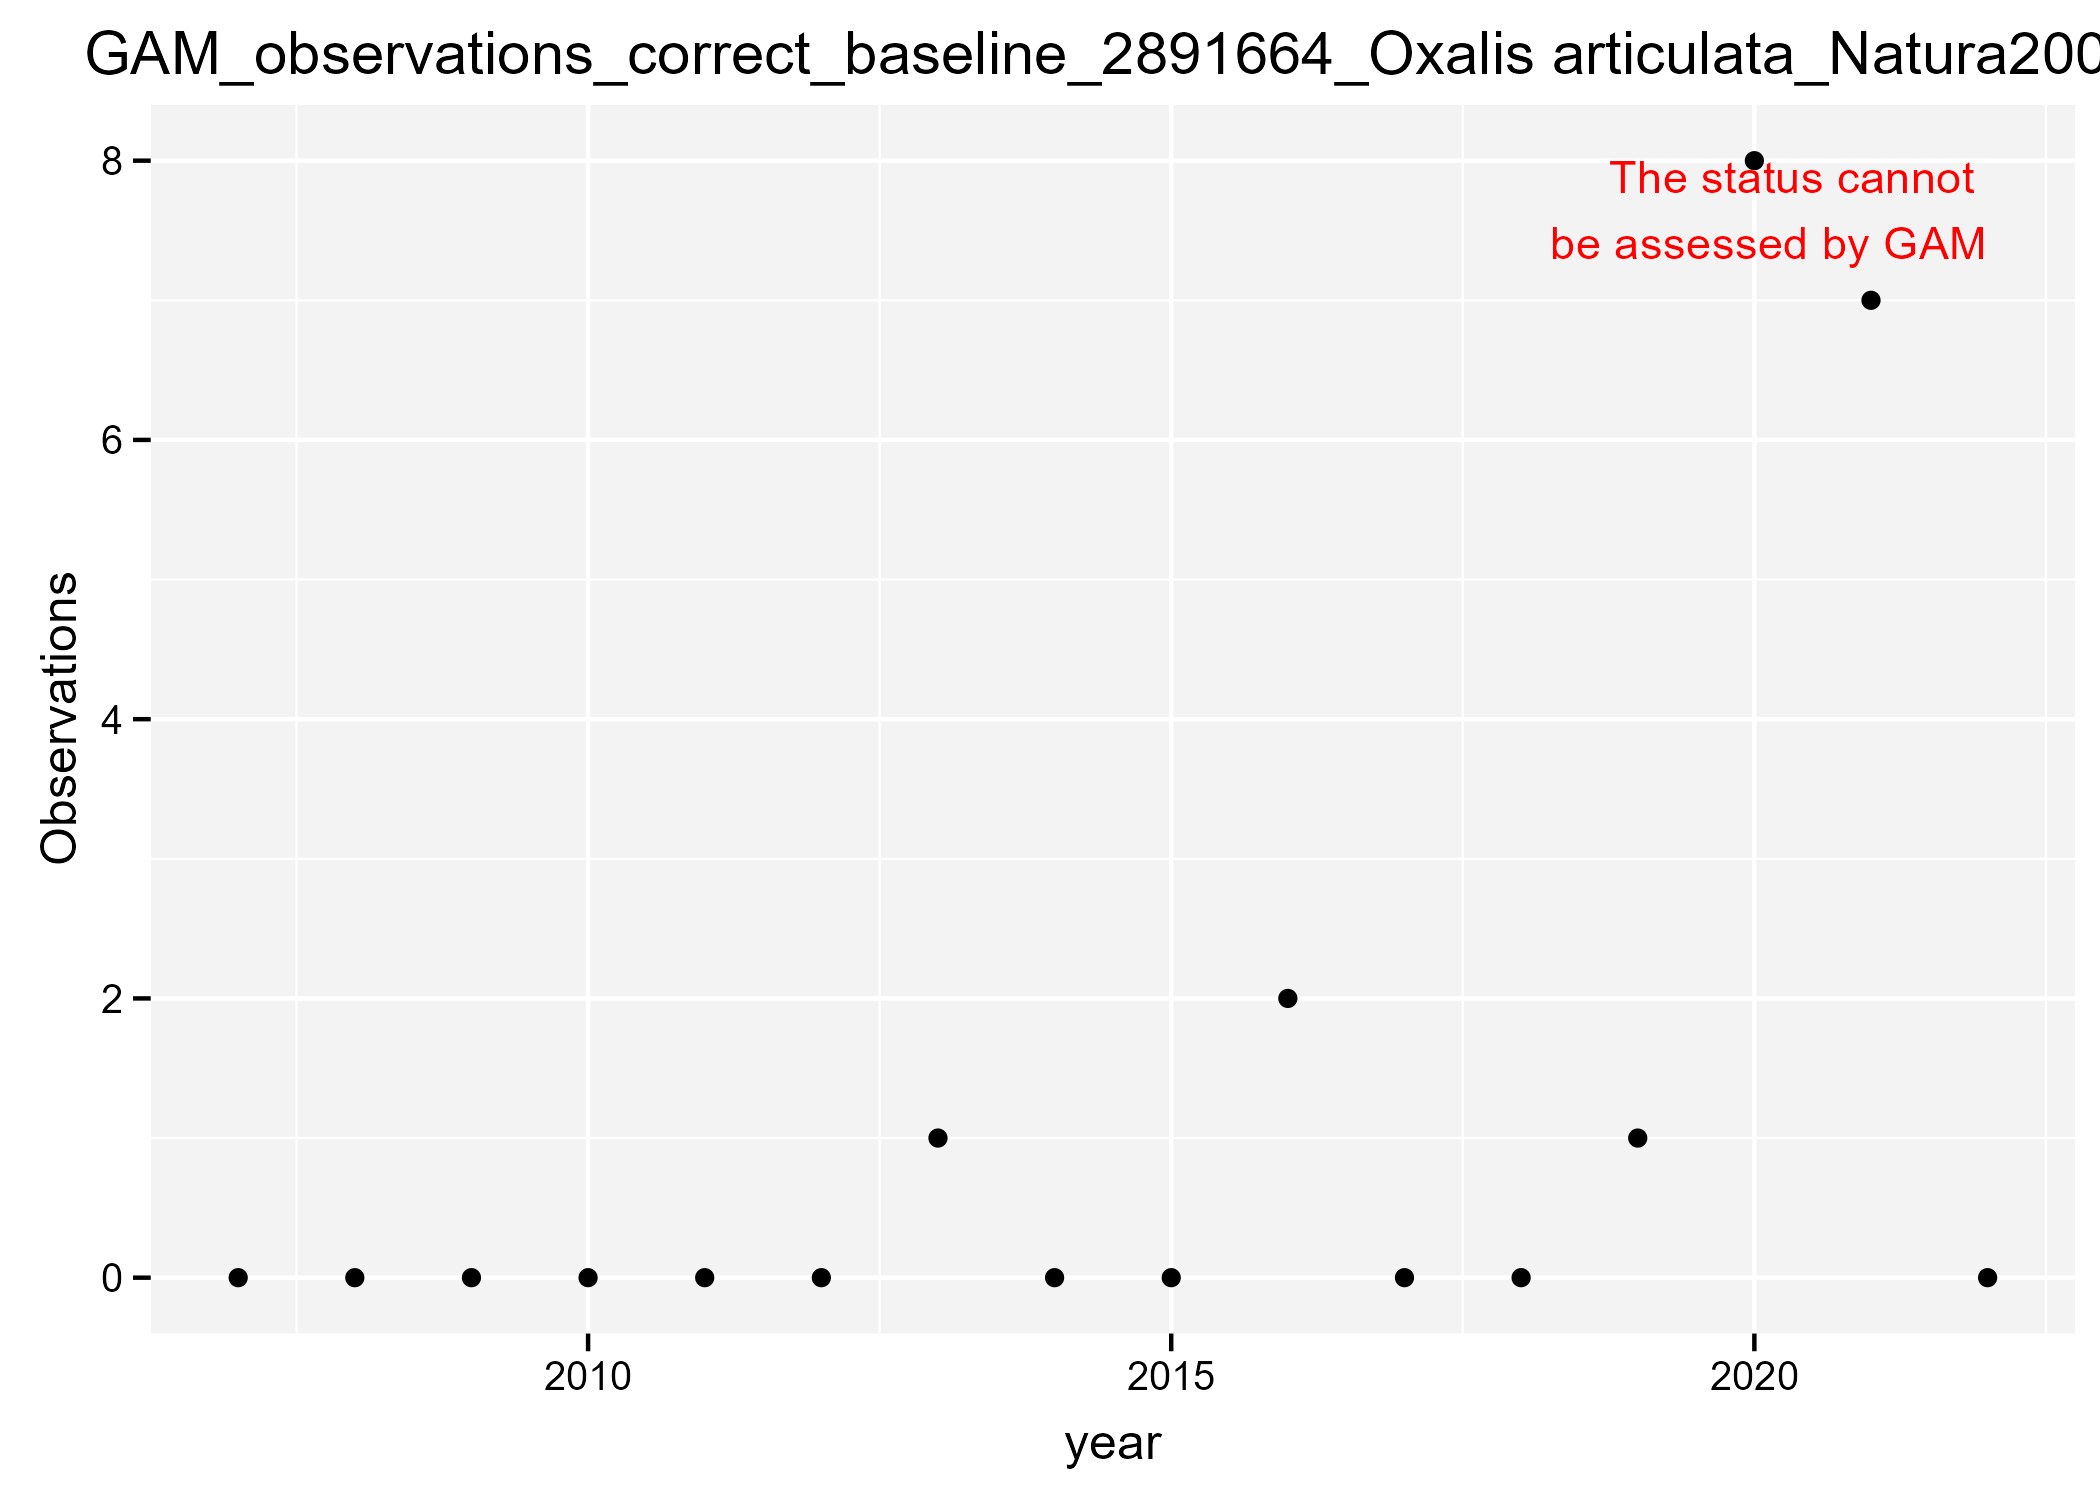 GAM_observations_correct_baseline_2891664_Oxalis articulata_Natura200
8
The status cannot
be assessed by GAM
6
Observations
4
2
0
2010 2015 2020
year